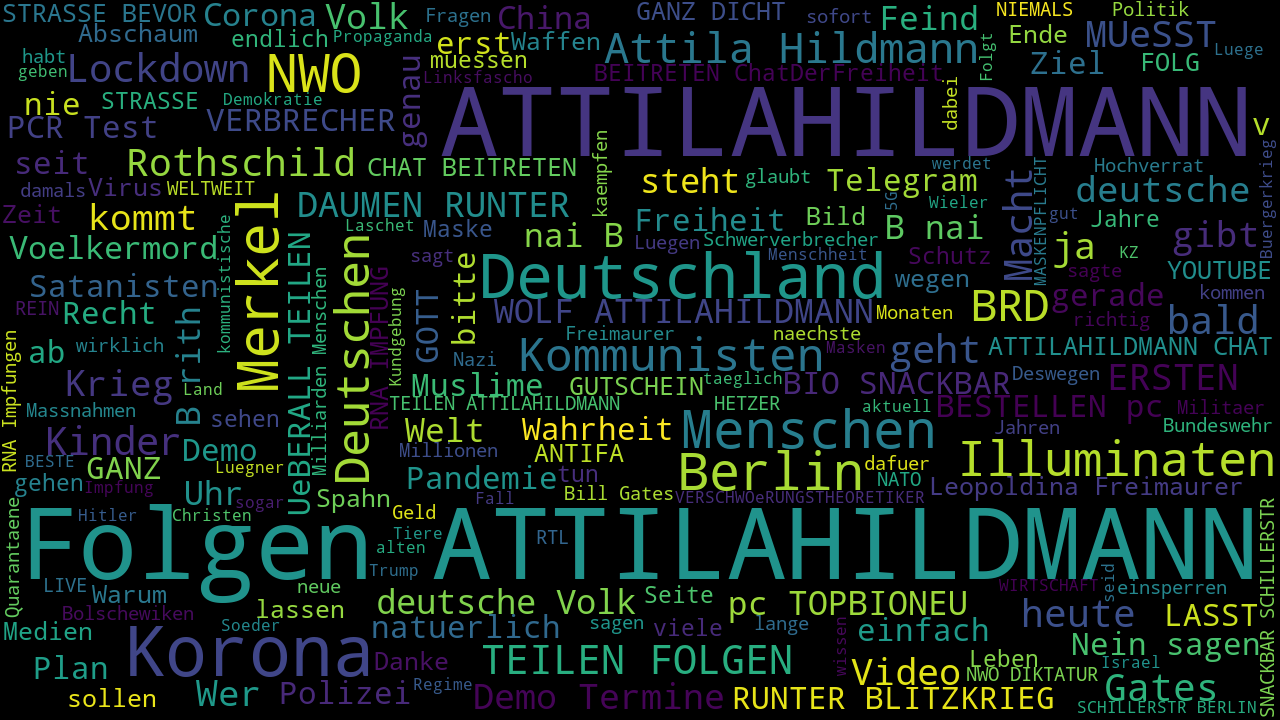 STRASSE BEVOR Corona Volk Fragen China GANZ DICHT sofort Feind NIEMALS Politik
Abschaum endlich Propaganda erst Waffen Attila Hildmann Folgt Ende MUeSST Luege
habt geben Lockdown NWO genau muessen Linksfascho BEITRETEN ChatDerFreiheit Ziel FOLG
nie STRASSE Demokratie ATTILAHILDMANN dabei
PCR Test VERBRECHER kaempfen V
seit Rothschild CHAT BEITRETEN steht glaubt Telegram werdet Macht MASKENPFLICHT Hochverrat Buergerkrieg
damals Virus WELTWEIT DAUMEN RUNTER 5G Wieler deutsche
Zeit kommt kommunistische Merkel Laschet Maske nai B Freiheit Bild B nai gut Jahre gibt
Voelkermord UeBERALL TEILEN Deutschen sagt Luegen Schwerverbrecher Menschheit Schutz ja KZ
Satanisten Menschen RNA IMPFUNG bitte Deutschland wegen sagte YOUTUBE
REIN Recht B rith Kundgebung GOTT WOLF ATTILAHILDMANN Monaten BRD gerade kommen
richtig bald
ab wirklich Nazi Freimaurer naechste Kommunisten Masken geht ATTILAHILDMANN CHAT
RNA Impfungen Krieg Land Milliarden Muslime GUTSCHEIN taeglich BIO SNACKBAR Deswegen ERSTEN
Massnahmen sehen TEILEN ATTILAHILDMANN HETZER aktuell BESTELLEN pc Militaer
Kinder Demo Welt Wahrheit Menschen Jahren Bundeswehr
BESTE GANZ Luegner Millionen ANTIFA Berlin dafuer Illuminaten
gehen Impfung Uhr sogar Spahn Pandemie tun NATO
Quarantaene Fall Bill Gates VERSCHWOeRUNGSTHEORETIKER Leopoldina Freimaurer
Folgen Hitler Christen Geld ATTILAHILDMANN SNACKBAR SCHILLERSTR
Tiere RTL
alten
Trump
LIVE Warum neue WIRTSCHAFT seid einsperren
Bolschewiken lassen deutsche Volk Seite pc TOPBIONEU heute LASST
Medien Korona Soeder natuerlich sagen viele lange wissen einfach Nein sagen
Plan Danke TEILEN FOLGEN Video Leben Israel
sollen Wer Polizei Regime Demo Termine RUNTER BLITZKRIEG NWO DIKTATUR Gates
SCHILLERSTR BERLIN